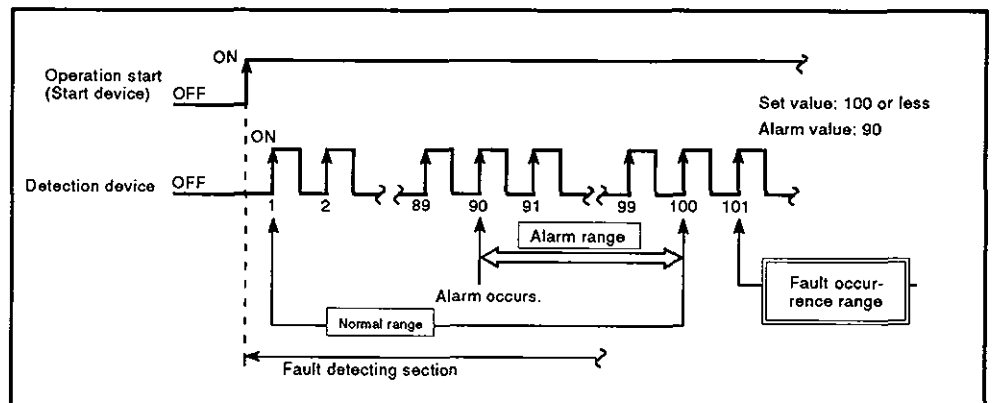 ON
Operation start
(Start device)
OFF
Set value: 100 or less
Alarm value: 90
ON
Detection device
OFF
1 2 89 90 91 99 100 101
Alarm range
Alarm occurs.
Fault occur-
rence range
Normal range
Fault detecting section